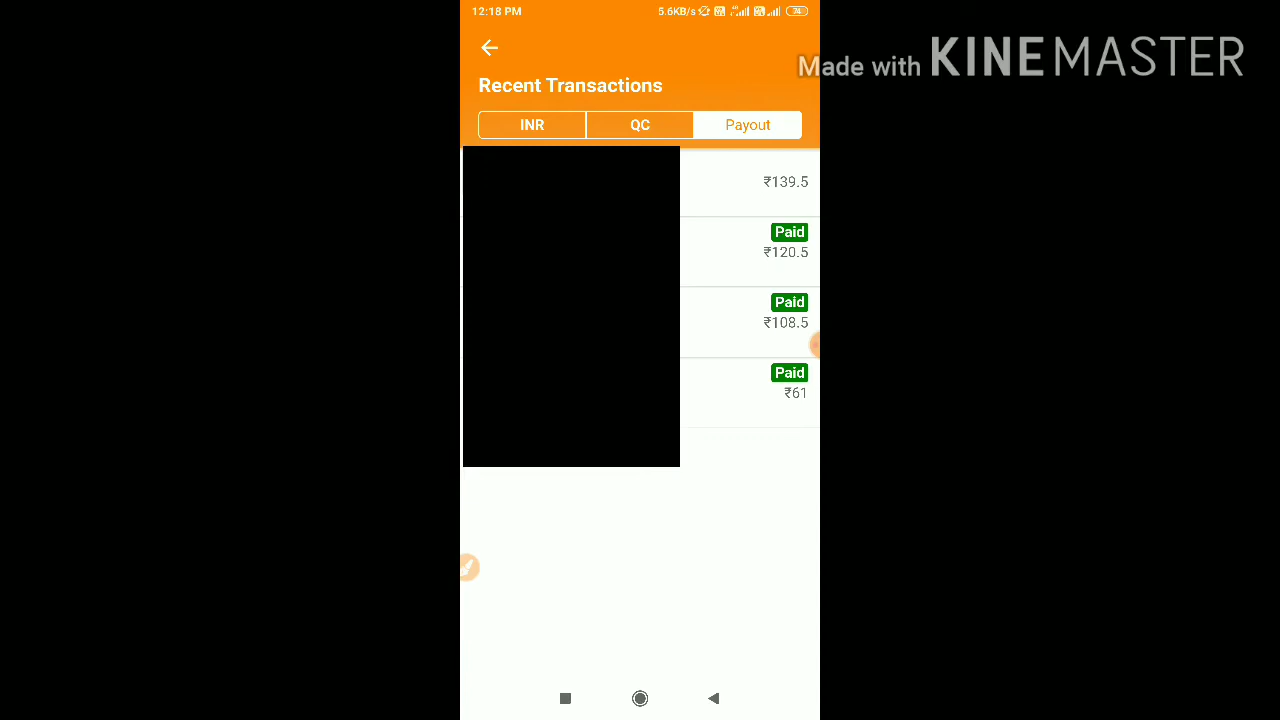 12:18 PM 5.6KB/s 74
Made with KINEMASTER
Recent Transactions
INR QC Payout
₹139.5
Paid
₹120.5
Paid
₹108.5
Paid
₹61